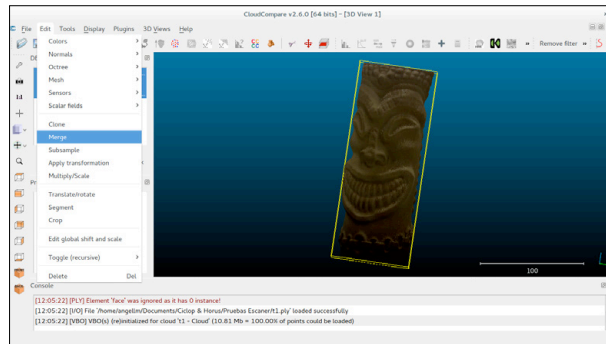 CloudCompare v2.6.0 [64 bits] - [3D View 1]
File Edit Tools Display Plugins 3D Views Help
Remove filter
Colors
Normals
Octree
Mesh
Sensors
Scalar fields
Clone
Merge
Subsample
Apply transformation
Multiply/Scale
Translate/rotate
Segment
Crop
Edit global shift and scale
Toggle (recursive)
Delete Del
100
Console
[12:05:22] [PLY] Element 'face' was ignored as it has 0 instance!
[12:05:22] [I/O] File '/home/angelim/Documents/Ciclop & Horus/Pruebas Escaner/t1.ply' loaded successfully
[12:05:22] [VBO] VBO(s) (re)initialized for cloud 't1 - Cloud' (10.81 Mb = 100.00% of points could be loaded)